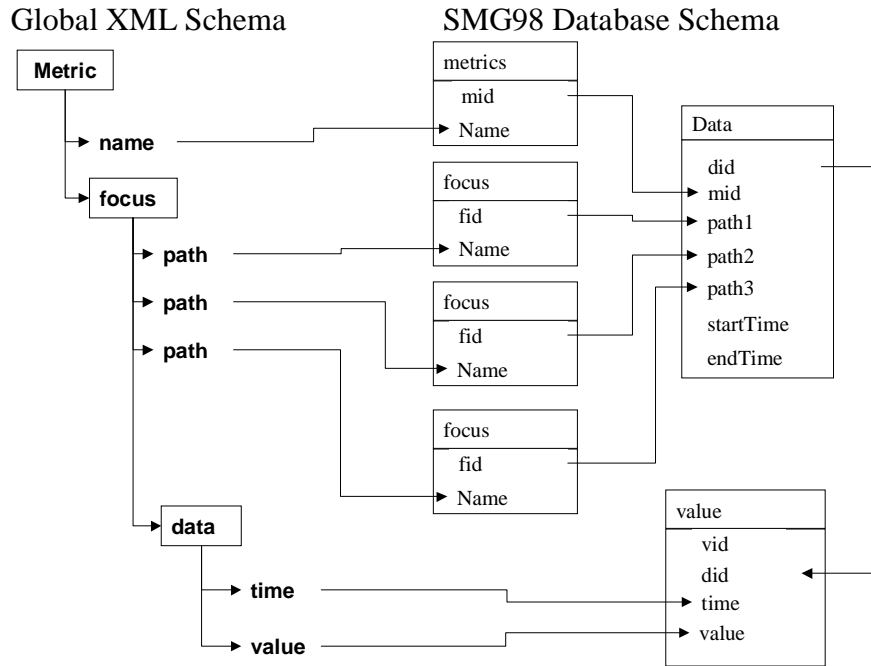 Global XML Schema
SMG98 Database Schema
Metric
name
focus
path
path
path
data
time
value
metrics
mid
Name
focus
fid
Name
focus
fid
Name
focus
fid
Name
Data
did
mid
path1
path2
path3
startTime
endTime
value
vid
did
time
value